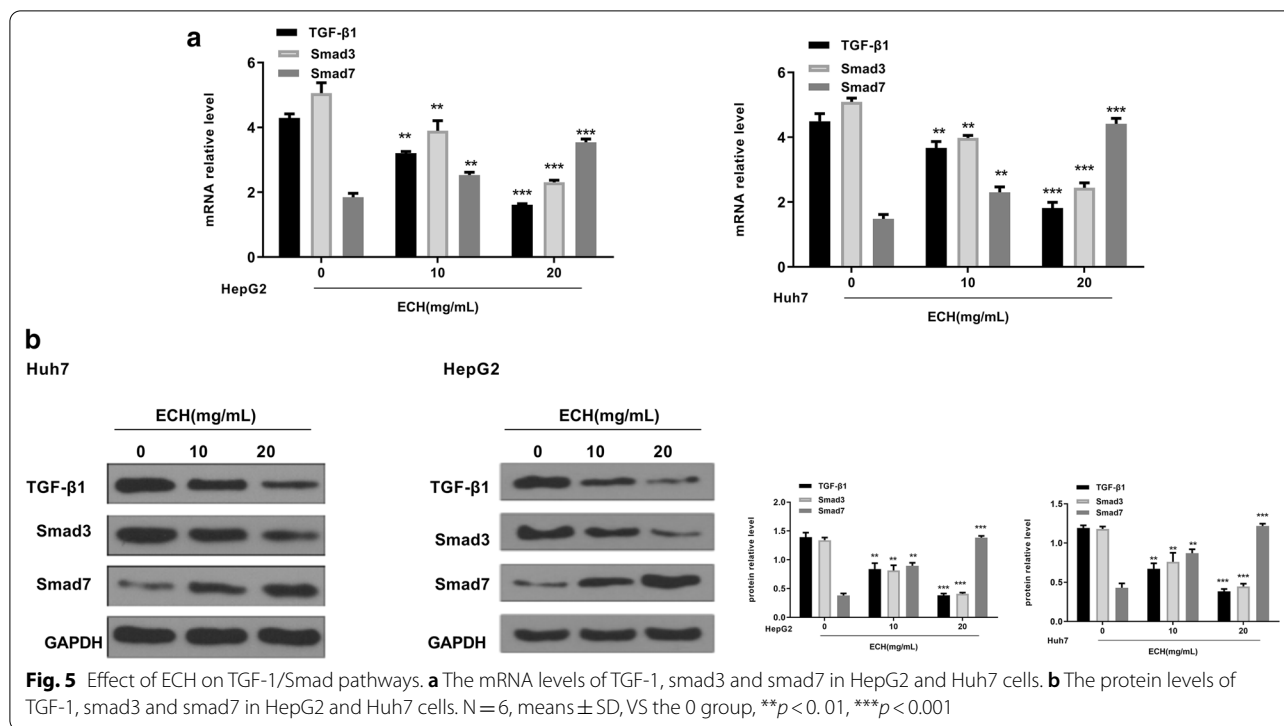 a
TGF-β1
Smad3
Smad7
mRNA relative level
6
4
2
0
**
**
**
***
***
***
0 10 20
HepG2
ECH(mg/mL)
TGF-β1
Smad3
Smad7
mRNA relative level
6
4
2
0
**
**
**
***
***
***
0 10 20
Huh7
ECH(mg/mL)
b
Huh7
ECH(mg/mL)
0 10 20
TGF-β1
Smad3
Smad7
GAPDH
HepG2
ECH(mg/mL)
0 10 20
TGF-β1
Smad3
Smad7
GAPDH
TGF-β1
Smad3
Smad7
protein relative level
2.0
1.5
1.0
0.5
0.0
**
**
**
***
***
***
0 10 20
HepG2
ECH(mg/mL)
TGF-β1
Smad3
Smad7
protein relative level
1.5
1.0
0.5
0.0
**
**
**
***
***
***
0 10 20
Huh7
ECH(mg/mL)
Fig. 5 Effect of ECH on TGF-1/Smad pathways. a The mRNA levels of TGF-1, smad3 and smad7 in HepG2 and Huh7 cells. b The protein levels of
TGF-1, smad3 and smad7 in HepG2 and Huh7 cells. N = 6, means ± SD, VS the 0 group, **p < 0. 01, ***p < 0.001